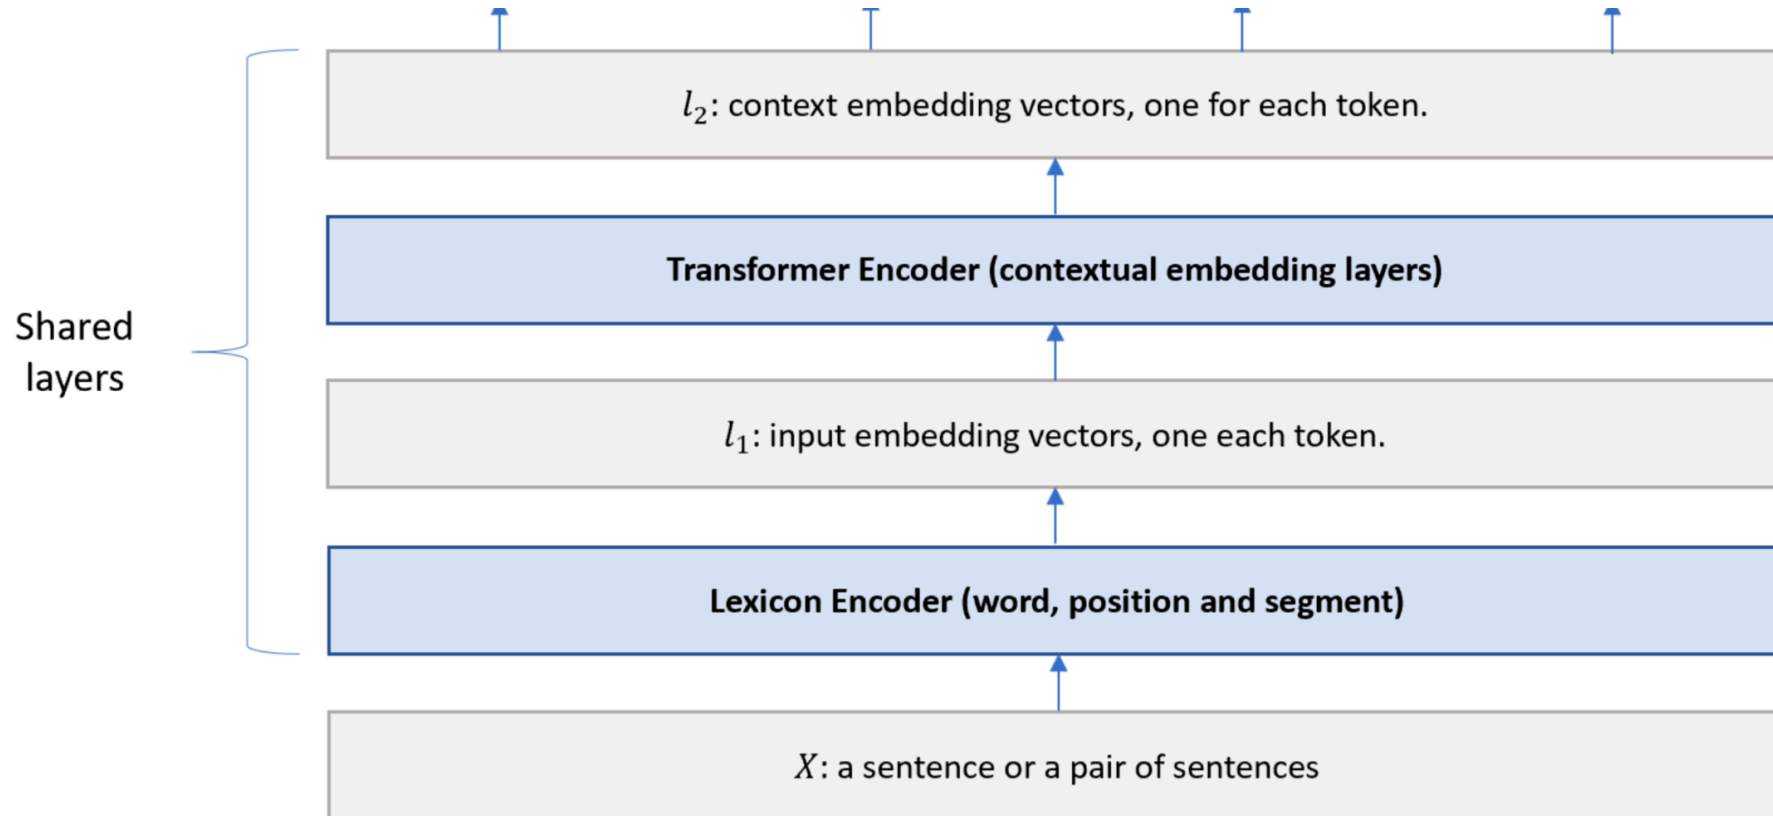 l₂: context embedding vectors, one for each token.
Transformer Encoder (contextual embedding layers)
Shared
layers
l₁: input embedding vectors, one each token.
Lexicon Encoder (word, position and segment)
X: a sentence or a pair of sentences